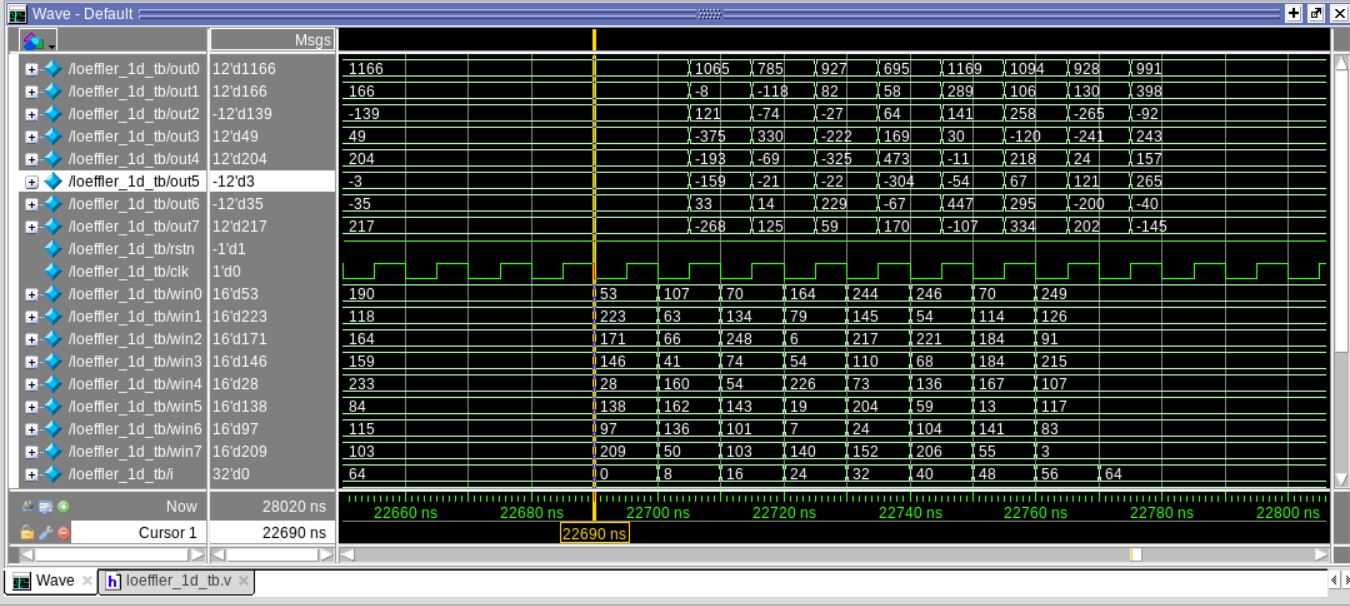 Wave - Default
Msgs
/loeffler_1d_tb/out0 12'd1166 1166 1065 785 927 695 1169 1094 928 991
/loeffler_1d_tb/out1 12'd166 166 -8 -118 82 58 289 106 130 398
/loeffler_1d_tb/out2 -12'd139 -139 121 -74 -27 64 141 258 -265 -92
/loeffler_1d_tb/out3 12'd49 49 -375 330 -222 169 30 -120 -241 243
/loeffler_1d_tb/out4 12'd204 204 -193 -69 -325 473 -11 218 24 157
/loeffler_1d_tb/out5 -12'd3 -3 -159 -21 -22 -304 -54 67 121 265
/loeffler_1d_tb/out6 -12'd35 -35 33 14 229 -67 447 295 -200 -40
/loeffler_1d_tb/out7 12'd217 217 -268 125 59 170 -107 334 202 -145
/loeffler_1d_tb/rstn -1'd1
/loeffler_1d_tb/clk 1'd0
/loeffler_1d_tb/win0 16'd53 190 53 107 70 164 244 246 70 249
/loeffler_1d_tb/win1 16'd223 118 223 63 134 79 145 54 114 126
/loeffler_1d_tb/win2 16'd171 164 171 66 248 6 217 221 184 91
/loeffler_1d_tb/win3 16'd146 159 146 41 74 54 110 68 184 215
/loeffler_1d_tb/win4 16'd28 233 28 160 54 226 73 136 167 107
/loeffler_1d_tb/win5 16'd138 84 138 162 143 19 204 59 13 117
/loeffler_1d_tb/win6 16'd97 115 97 136 101 7 24 104 141 83
/loeffler_1d_tb/win7 16'd209 103 209 50 103 140 152 206 55 3
/loeffler_1d_tb/i 32'd0 64 0 8 16 24 32 40 48 56 64
Now 28020 ns 22660 ns 22680 ns 22700 ns 22720 ns 22740 ns 22760 ns 22780 ns 22800 ns
Cursor 1 22690 ns 22690 ns
Wave h loeffler_1d_tb.v